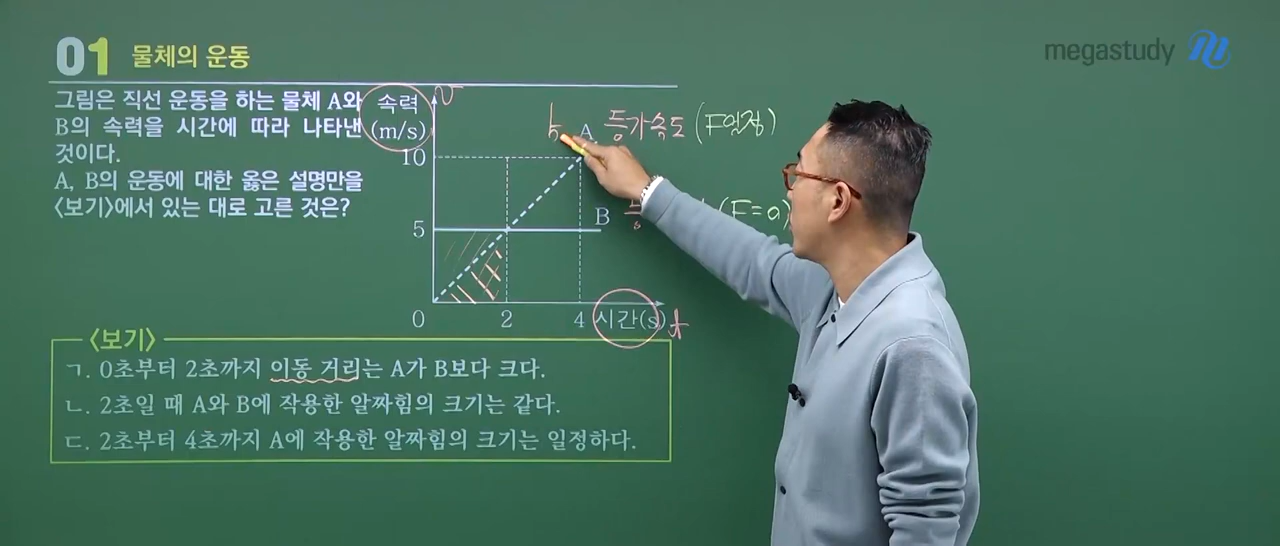 01 물체의 운동
megastudy
그림은 직선 운동을 하는 물체 A와
B의 속력을 시간에 따라 나타낸
것이다.
A, B의 운동에 대한 옳은 설명만을
<보기>에서 있는 대로 고른 것은?
속력
(m/s)
v
10
5
0
2
4
시간(s)
t
A 등가속도 (F일정)
B
<보기>
ㄱ. 0초부터 2초까지 이동 거리는 A가 B보다 크다.
ㄴ. 2초일 때 A와 B에 작용한 알짜힘의 크기는 같다.
ㄷ. 2초부터 4초까지 A에 작용한 알짜힘의 크기는 일정하다.